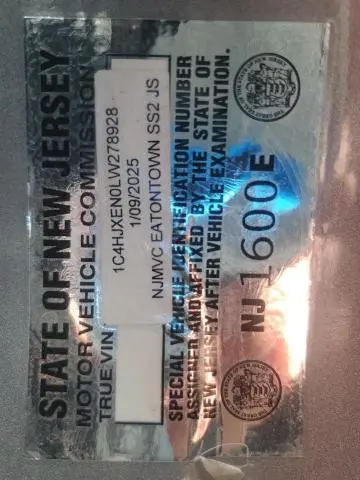 STATE OF NEW JERSEY
MOTOR VEHICLE COMMISSION
TRUE VIN
1C4HJXEN0LW278928
1/09/2025
NJMVC EATONTOWN SS2 JS
SPECIAL VEHICLE IDENTIFICATION NUMBER
ASSIGNED AND AFFIXED BY THE STATE OF
NEW JERSEY AFTER VEHICLE EXAMINATION.
NJ 1600E